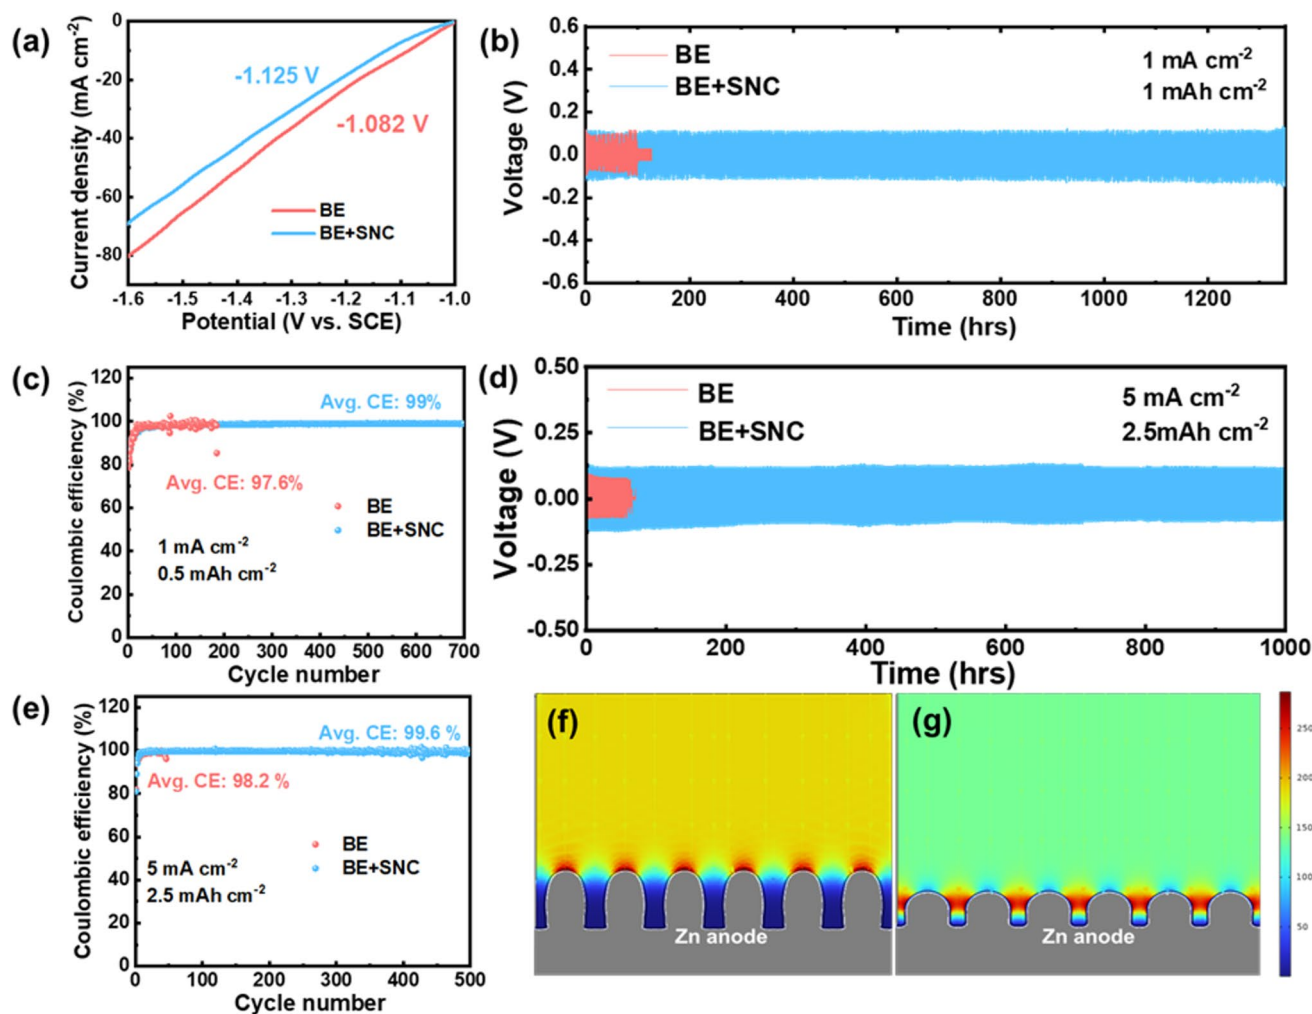 (a)
0
-20
-40
-60
-80
Current density (mA cm⁻²)
-1.125 V
-1.082 V
BE
BE+SNC
-1.6 -1.5 -1.4 -1.3 -1.2 -1.1 -1.0
Potential (V vs. SCE)
(b)
0.6
0.4
0.2
0.0
-0.2
-0.4
-0.6
Voltage (V)
BE
BE+SNC
1 mA cm⁻²
1 mAh cm⁻²
0 200 400 600 800 1000 1200
Time (hrs)
(c)
120
100
80
60
40
20
0
Coulombic efficiency (%)
Avg. CE: 99%
Avg. CE: 97.6%
BE
BE+SNC
1 mA cm⁻²
0.5 mAh cm⁻²
0 100 200 300 400 500 600 700
Cycle number
(d)
0.50
0.25
0.00
-0.25
-0.50
Voltage (V)
BE
BE+SNC
5 mA cm⁻²
2.5mAh cm⁻²
0 200 400 600 800 1000
Time (hrs)
(e)
120
100
80
60
40
20
0
Coulombic efficiency (%)
Avg. CE: 99.6 %
Avg. CE: 98.2 %
BE
BE+SNC
5 mA cm⁻²
2.5 mAh cm⁻²
0 100 200 300 400 500
Cycle number
(f)
Zn anode
(g)
Zn anode
250
200
150
100
50